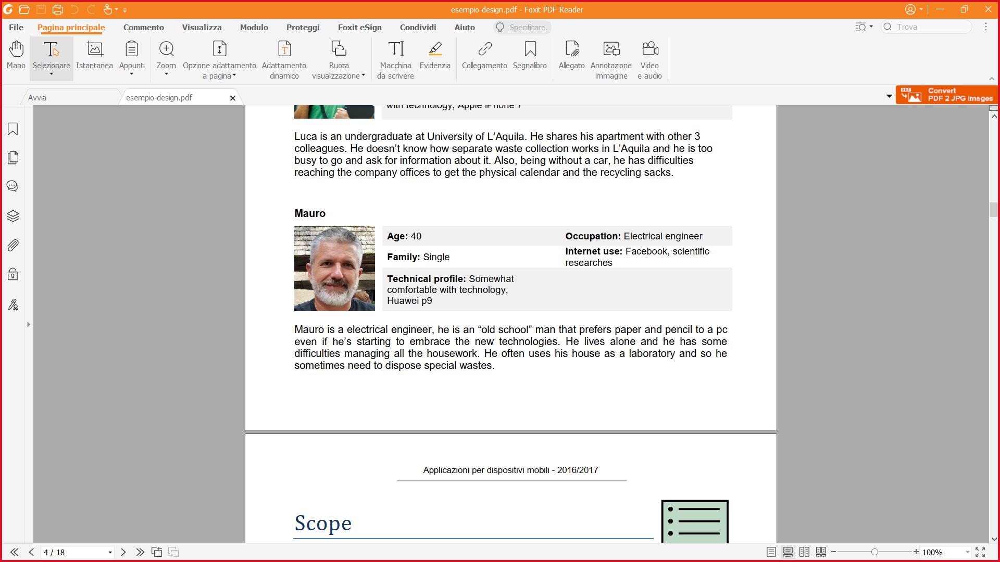 esempio-design.pdf - Foxit PDF Reader
File Pagina principale Commento Visualizza Modulo Proteggi Foxit eSign Condividi Aiuto Specificare. Trova
Mano Selezionare Istantanea Appunti Zoom Opzione adattamento a pagina Adattamento dinamico Ruota visualizzazione Macchina da scrivere Evidenzia Collegamento Segnalibro Allegato Annotazione immagine Video e audio
Avvia esempio-design.pdf
Convert
PDF 2 JPG Images
with technology, Apple iPhone 7
Luca is an undergraduate at University of L’Aquila. He shares his apartment with other 3
colleagues. He doesn’t know how separate waste collection works in L’Aquila and he is too
busy to go and ask for information about it. Also, being without a car, he has difficulties
reaching the company offices to get the physical calendar and the recycling sacks.
Mauro
Age: 40
Occupation: Electrical engineer
Family: Single
Internet use: Facebook, scientific
researches
Technical profile: Somewhat
comfortable with technology,
Huawei p9
Mauro is a electrical engineer, he is an “old school” man that prefers paper and pencil to a pc
even if he’s starting to embrace the new technologies. He lives alone and he has some
difficulties managing all the housework. He often uses his house as a laboratory and so he
sometimes need to dispose special wastes.
Applicazioni per dispositivi mobili - 2016/2017
Scope
4 / 18
100%